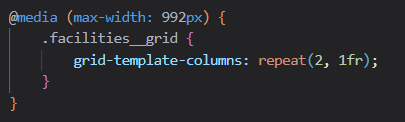 @media (max-width: 992px) {
    .facilities__grid {
        grid-template-columns: repeat(2, 1fr);
    }
}